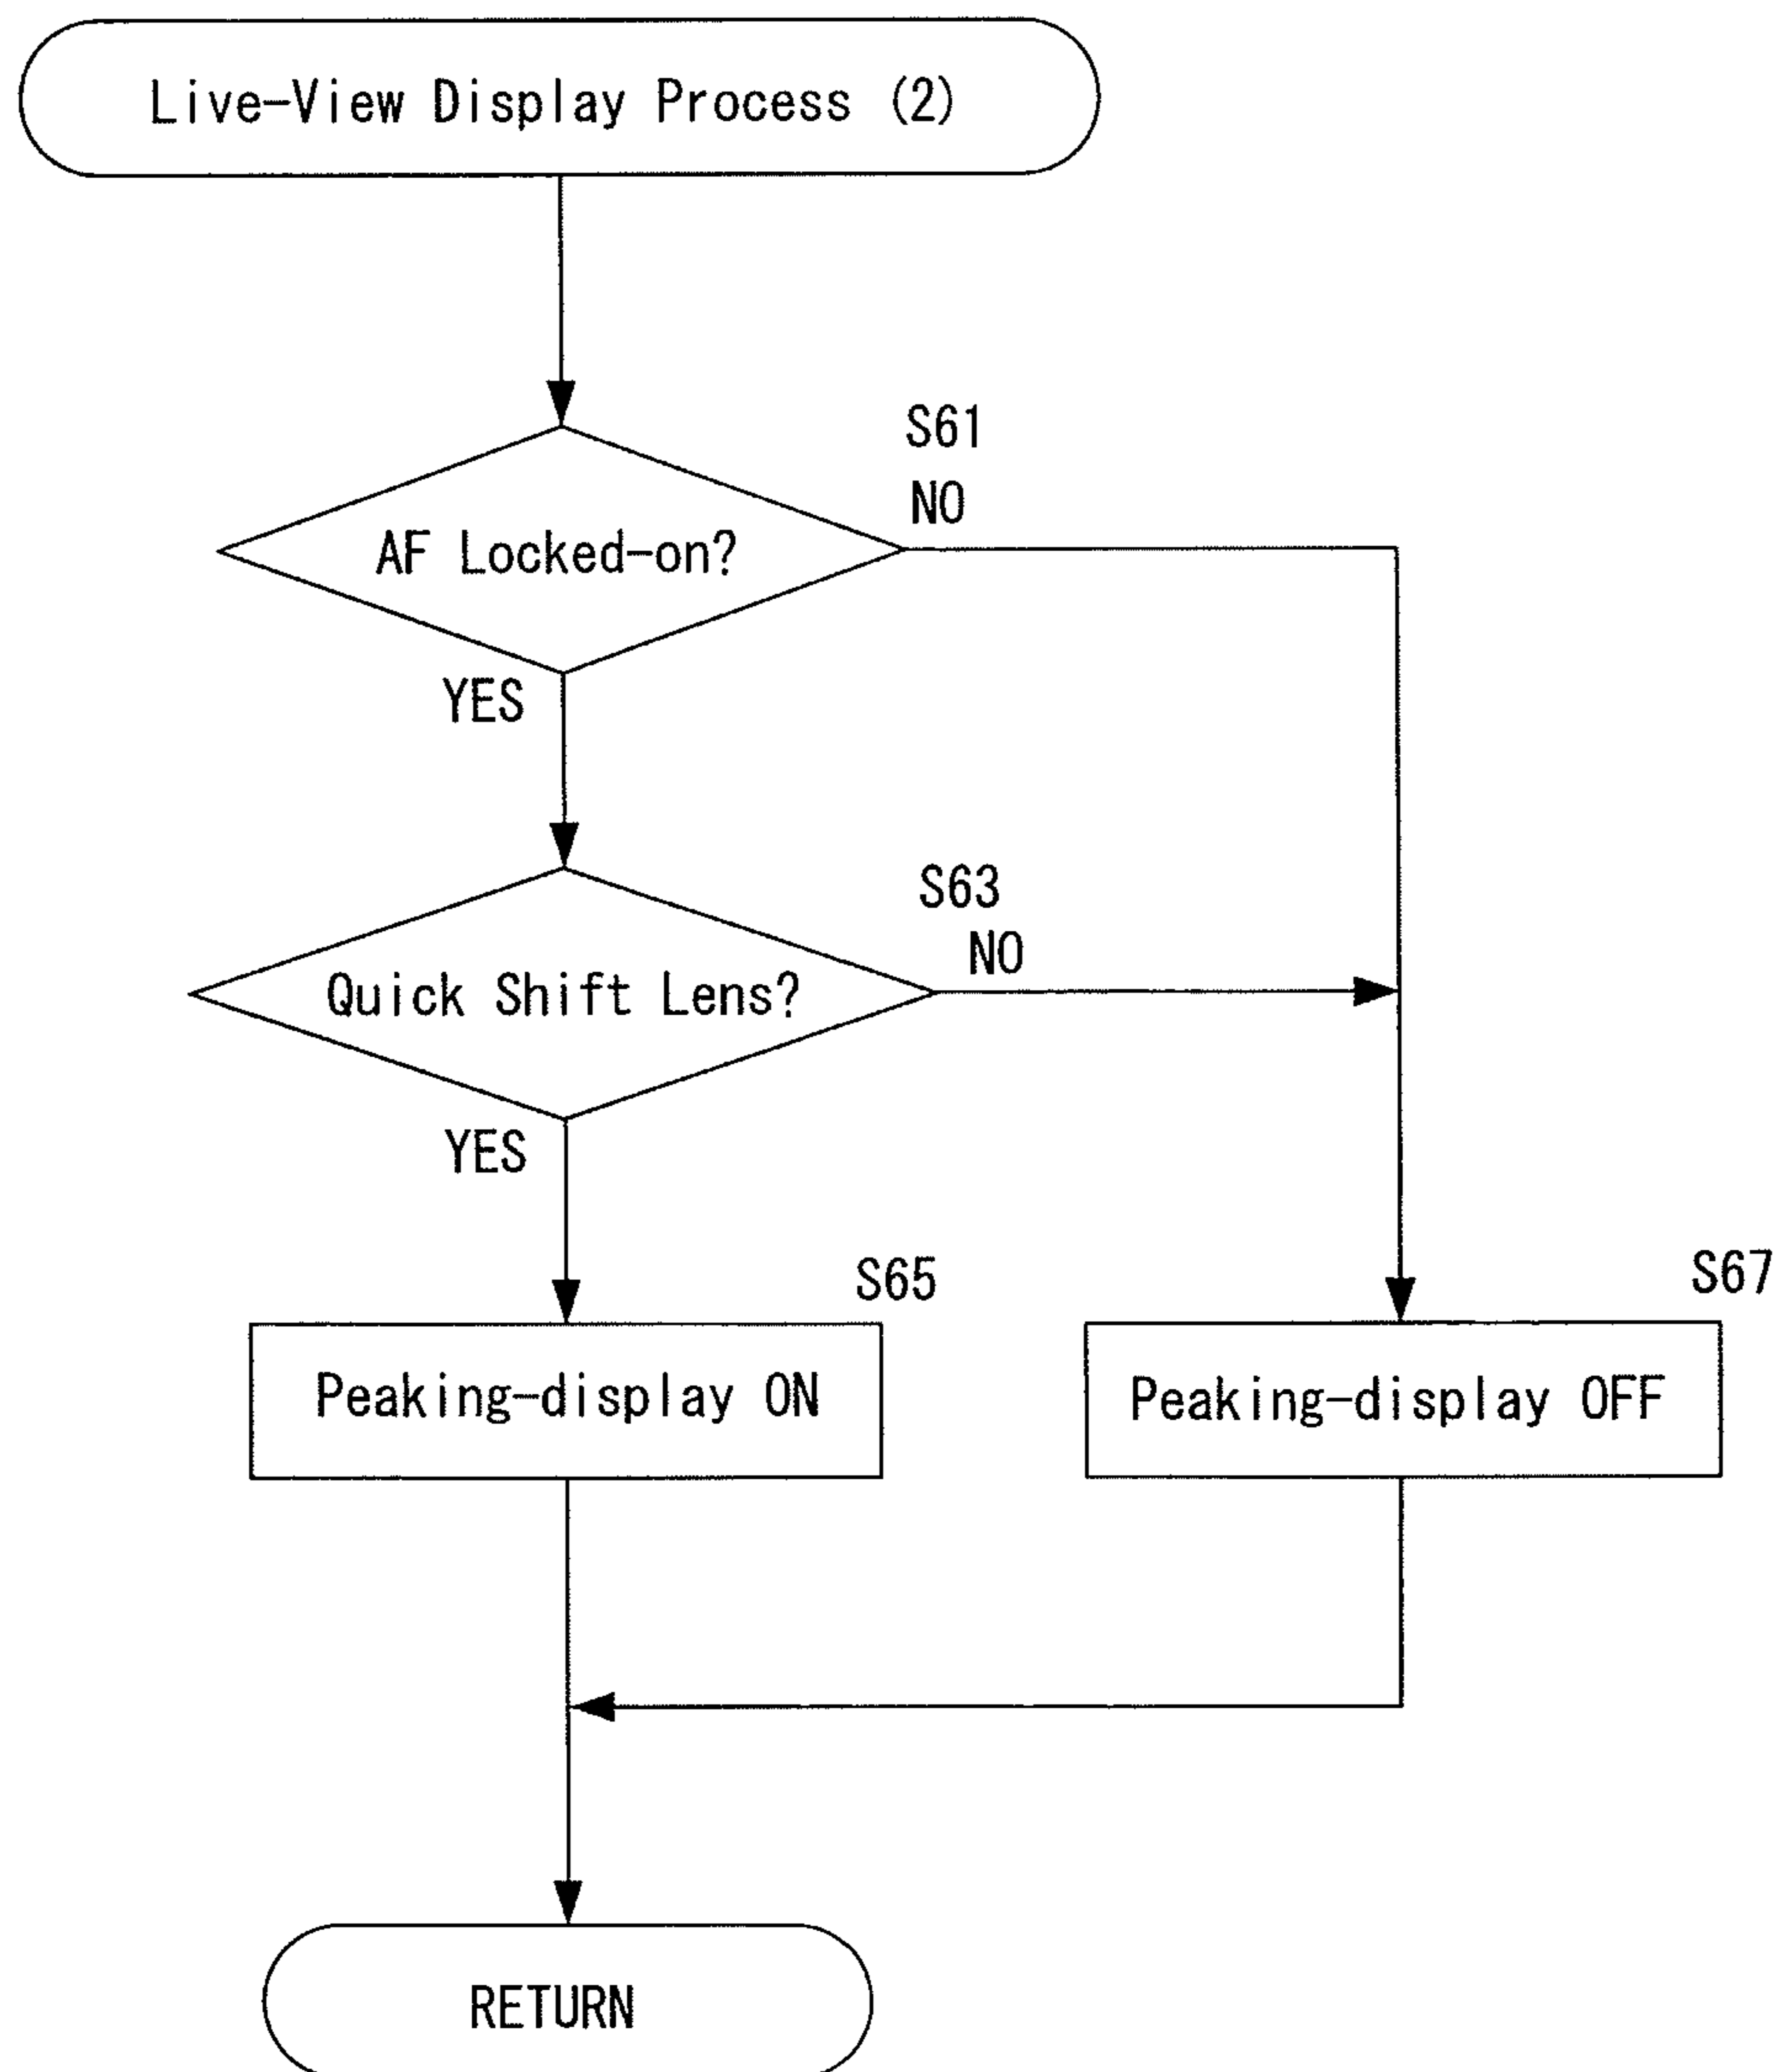 Live-View Display Process (2)
S61
NO
AF Locked-on?
YES
S63
NO
Quick Shift Lens?
YES
S65
S67
Peaking-display ON
Peaking-display OFF
RETURN